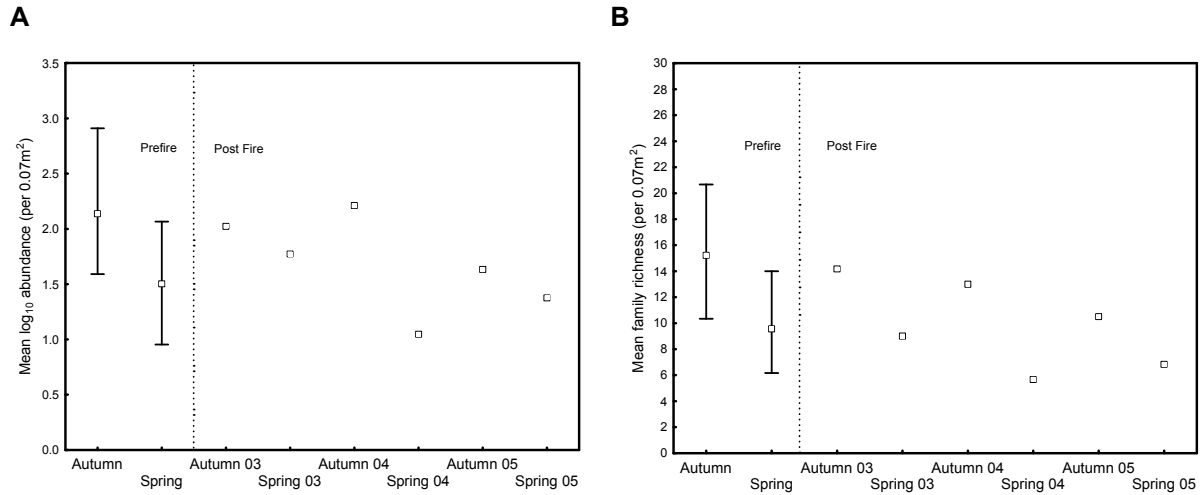 A
B
Mean log₁₀ abundance (per 0.07m²)
3.5
3.0
2.5
2.0
1.5
1.0
0.5
0.0
Prefire Post Fire
Autumn Autumn 03 Autumn 04 Autumn 05
Spring Spring 03 Spring 04 Spring 05
Mean family richness (per 0.07m²)
30
28
26
24
22
20
18
16
14
12
10
8
6
4
2
0
Prefire Post Fire
Autumn Autumn 03 Autumn 04 Autumn 05
Spring Spring 03 Spring 04 Spring 05